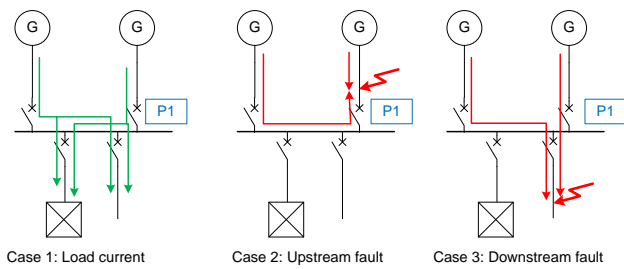 G G G G G G
P1 P1 P1
Case 1: Load current Case 2: Upstream fault Case 3: Downstream fault